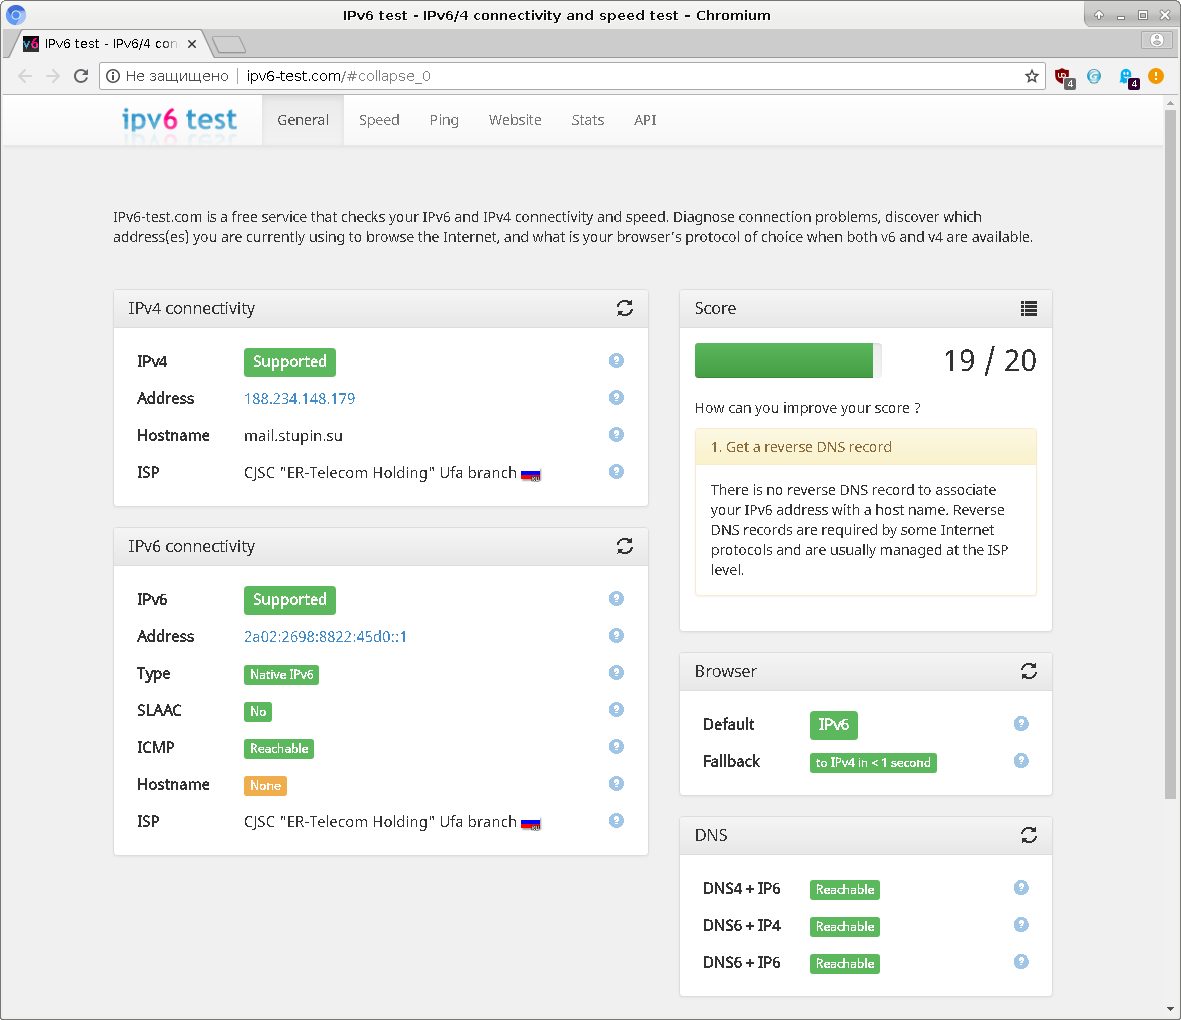 IPv6 test - IPv6/4 connectivity and speed test - Chromium
IPv6 test - IPv6/4 con
Не защищено
ipv6-test.com/#collapse_0
4
4
ipv6 test
General
Speed
Ping
Website
Stats
API
IPv6-test.com is a free service that checks your IPv6 and IPv4 connectivity and speed. Diagnose connection problems, discover which
address(es) you are currently using to browse the Internet, and what is your browser's protocol of choice when both v6 and v4 are available.
IPv4 connectivity
IPv4 Supported
Address 188.234.148.179
Hostname mail.stupin.su
ISP CJSC "ER-Telecom Holding" Ufa branch
IPv6 connectivity
IPv6 Supported
Address 2a02:2698:8822:45d0::1
Type Native IPv6
SLAAC No
ICMP Reachable
Hostname None
ISP CJSC "ER-Telecom Holding" Ufa branch
Score
19 / 20
How can you improve your score ?
1. Get a reverse DNS record
There is no reverse DNS record to associate
your IPv6 address with a host name. Reverse
DNS records are required by some Internet
protocols and are usually managed at the ISP
level.
Browser
Default IPv6
Fallback to IPv4 in < 1 second
DNS
DNS4 + IP6 Reachable
DNS6 + IP4 Reachable
DNS6 + IP6 Reachable